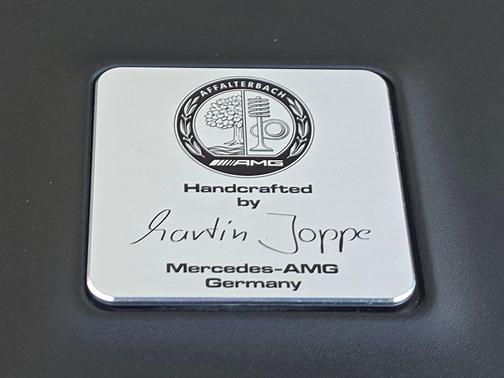 AFFALTERBACH
AMG
Handcrafted
by
Martin Joppe
Mercedes-AMG
Germany